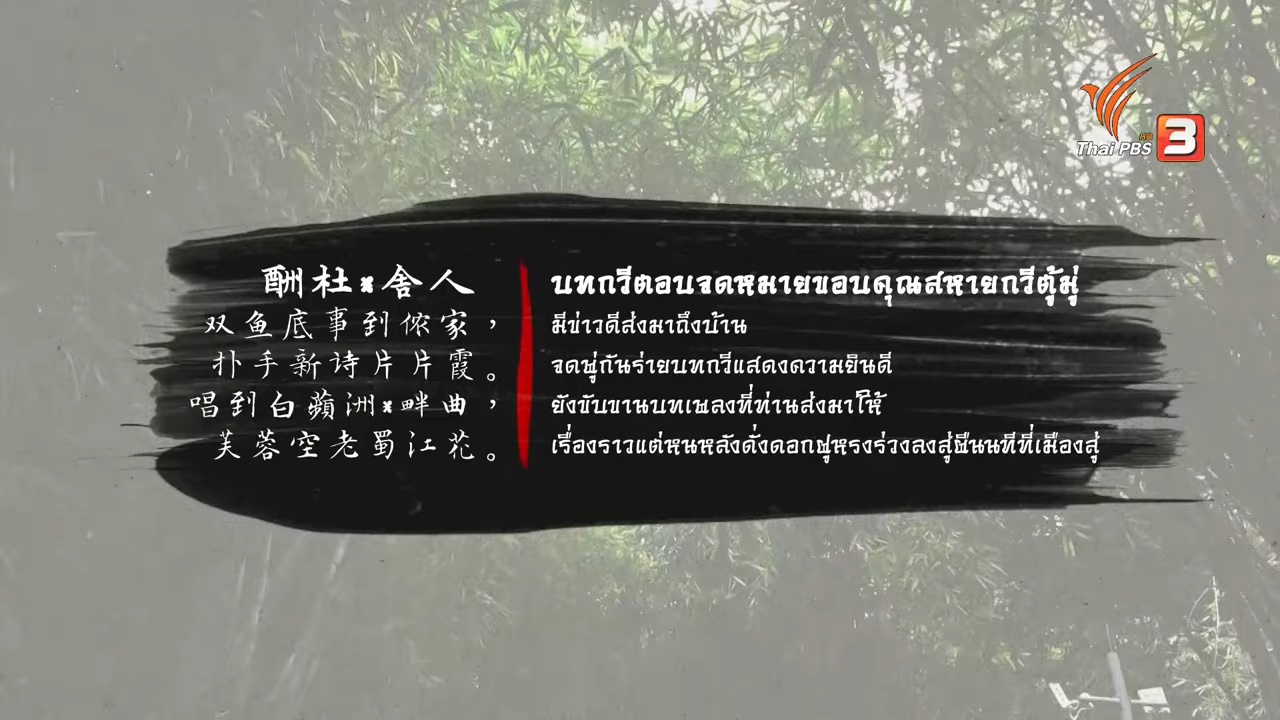 HD
Thai PBS 3
酬杜×舍人
双鱼底事到侬家，
扑手新诗片片霞。
唱到白蘋洲×畔曲，
芙蓉空老蜀江花。
บทกวีตอบจดหมายขอบคุณสหายกวีตู้มู่
มีข่าวดีส่งมาถึงบ้าน
จดพู่กันร่ายบทกวีแสดงความยินดี
ยังขับขานบทเพลงที่ท่านส่งมาให้
เรื่องราวแต่หนหลังดั่งดอกฝูหรงร่วงลงสู่ผืนนทีที่เมืองสู่